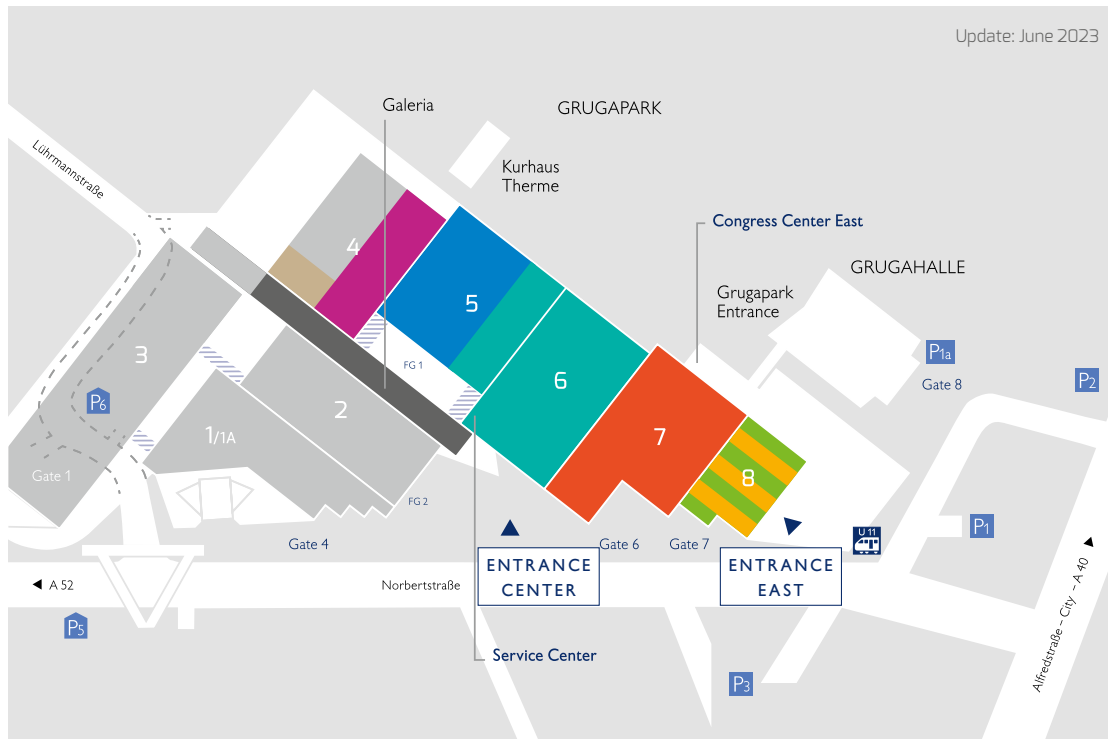 Update: June 2023
Galeria
GRUGAPARK
Kurhaus
Therme
Lührmannstraße
Congress Center East
GRUGAHALLE
Grugapark
Entrance
4
5
3
FG 1
6
P1a
Gate 8
P2
P6
2
1/1A
7
8
Gate 1
FG 2
Gate 4
Gate 6
Gate 7
U 11
P1
ENTRANCE
CENTER
ENTRANCE
EAST
A 52
Norbertstraße
P5
Service Center
P3
Alfredstraße – City – A 40